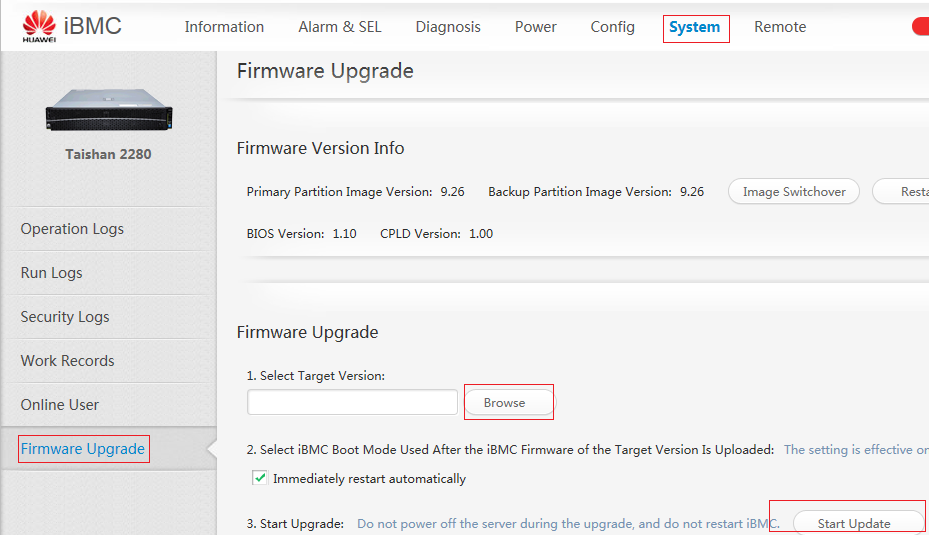 HUAWEI iBMC Information Alarm & SEL Diagnosis Power Config System Remote
Taishan 2280
Operation Logs
Run Logs
Security Logs
Work Records
Online User
Firmware Upgrade
Firmware Upgrade
Firmware Version Info
Primary Partition Image Version: 9.26 Backup Partition Image Version: 9.26 Image Switchover Resta
BIOS Version: 1.10 CPLD Version: 1.00
Firmware Upgrade
1. Select Target Version:
Browse
2. Select iBMC Boot Mode Used After the iBMC Firmware of the Target Version Is Uploaded: The setting is effective on
Immediately restart automatically
3. Start Upgrade: Do not power off the server during the upgrade, and do not restart iBMC. Start Update